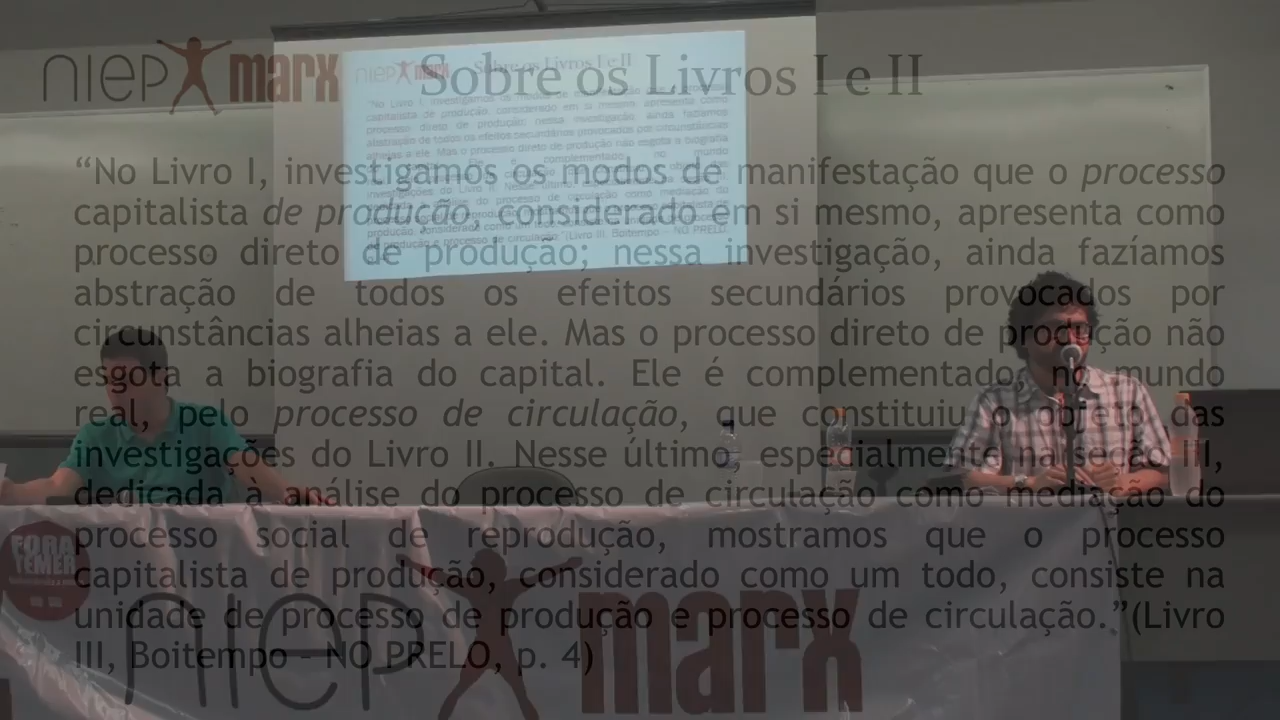 NIEP marx
Sobre os Livros I e II
“No Livro I, investigamos os modos de manifestação que o processo
capitalista de produção, considerado em si mesmo, apresenta como
processo direto de produção; nessa investigação, ainda fazíamos
abstração de todos os efeitos secundários provocados por
circunstâncias alheias a ele. Mas o processo direto de produção não
esgota a biografia do capital. Ele é complementado, no mundo
real, pelo processo de circulação, que constituiu o objeto das
investigações do Livro II. Nesse último, especialmente na seção III,
dedicada à análise do processo de circulação como mediação do
processo social de reprodução, mostramos que o processo
capitalista de produção, considerado como um todo, consiste na
unidade de processo de produção e processo de circulação.”(Livro
III, Boitempo – NO PRELO, p. 4)
NIEP marx
Sobre os Livros I e II
FORA
TEMER
NIEP marx